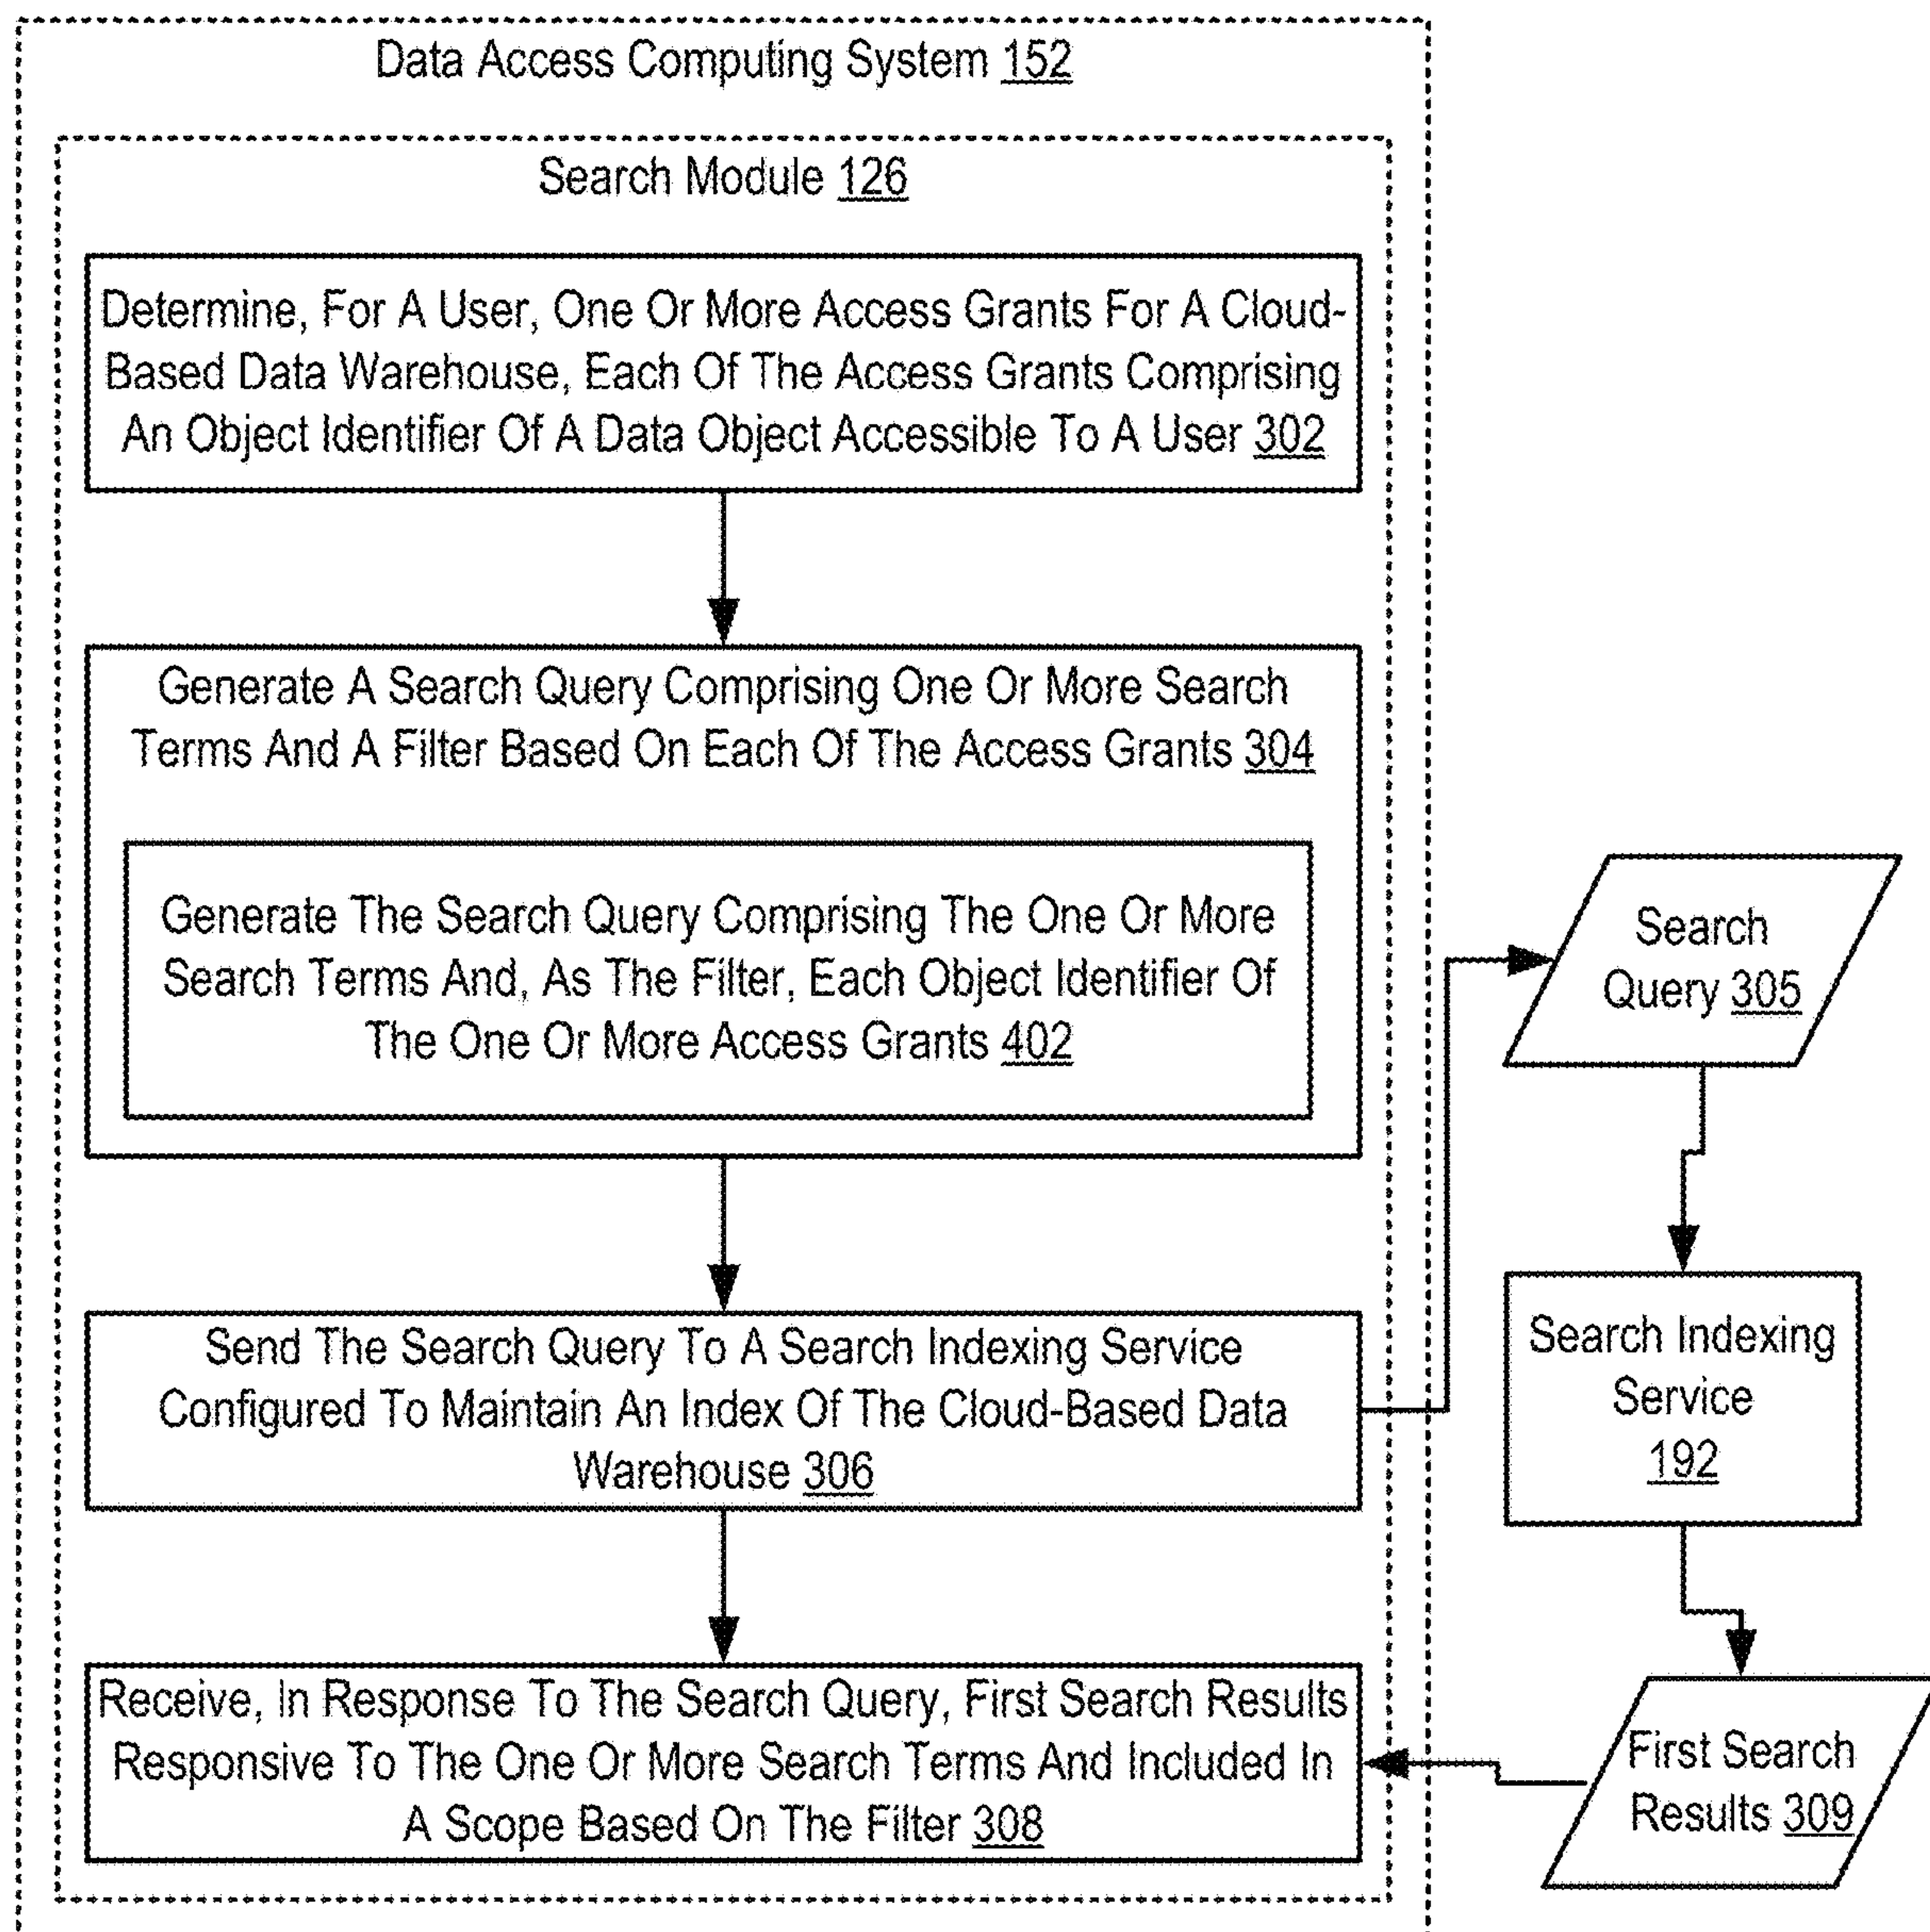 Data Access Computing System 152
Search Module 126
Determine, For A User, One Or More Access Grants For A Cloud-
Based Data Warehouse, Each Of The Access Grants Comprising
An Object Identifier Of A Data Object Accessible To A User 302
Generate A Search Query Comprising One Or More Search
Terms And A Filter Based On Each Of The Access Grants 304
Generate The Search Query Comprising The One Or More
Search Terms And, As The Filter, Each Object Identifier Of
The One Or More Access Grants 402
Search
Query 305
Send The Search Query To A Search Indexing Service
Configured To Maintain An Index Of The Cloud-Based Data
Warehouse 306
Search Indexing
Service
192
Receive, In Response To The Search Query, First Search Results
Responsive To The One Or More Search Terms And Included In
A Scope Based On The Filter 308
First Search
Results 309